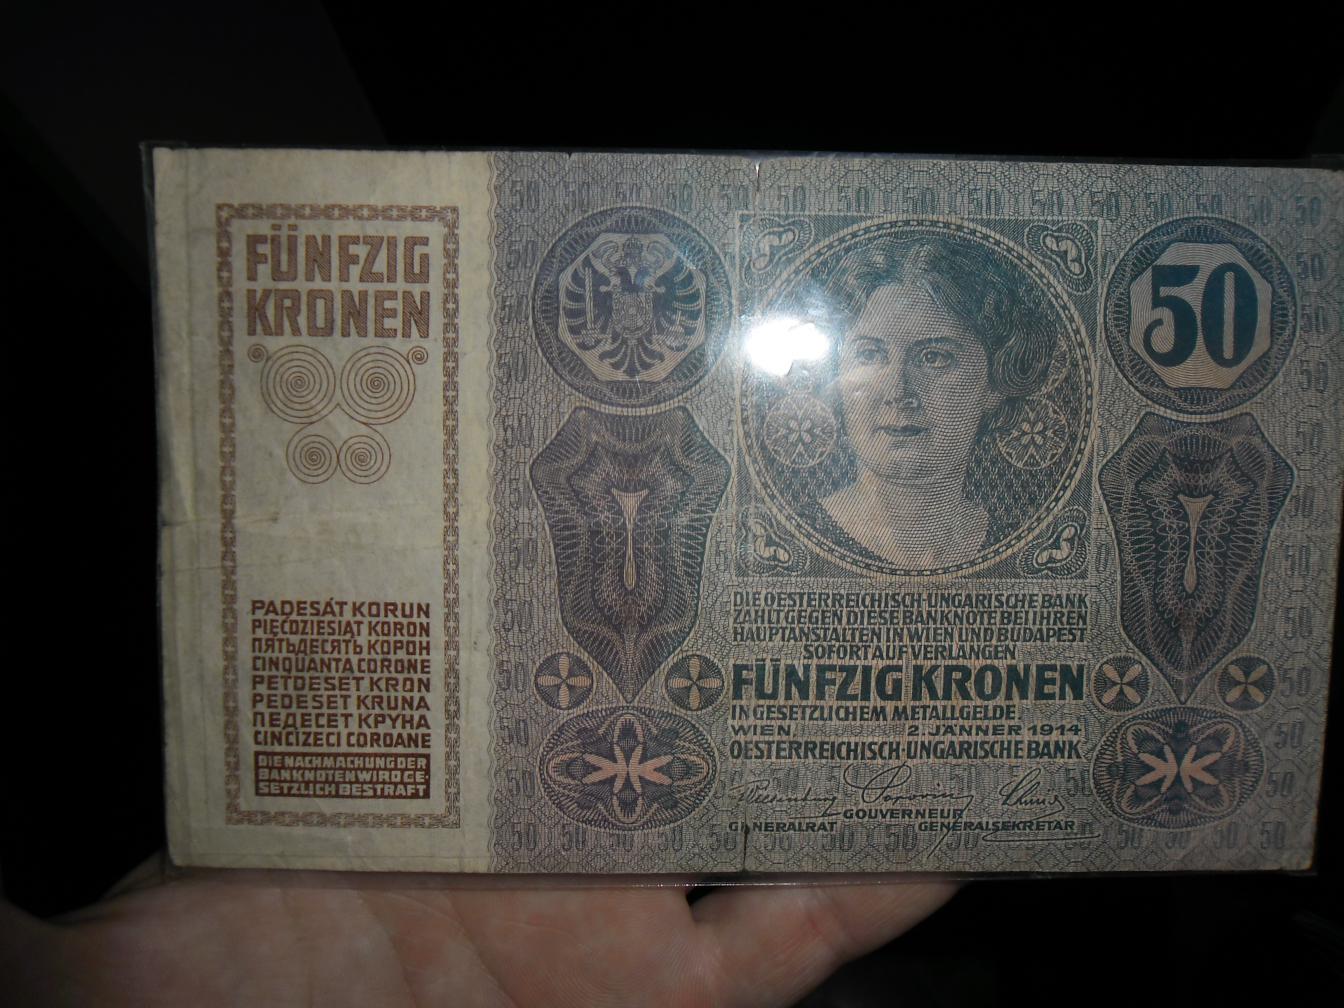 FÜNFZIG
KRONEN
PADESÁT KORUN
PIĘĆDZIESIĄT KORON
ПЯТЬДЕСЯТЬ КОРОН
CINQUANTA CORONE
PETDESET KRON
PEDESET KRUNA
ПЕДЕСЕТ КРУНА
CINCIZECI COROANE
DIE NACHMACHUNG DER
BANKNOTEN WIRD GE-
SETZLICH BESTRAFT
50
DIE OESTERREICHISCH-UNGARISCHE BANK
ZAHLT GEGEN DIESE BANKNOTE BEI IHREN
HAUPTANSTALTEN IN WIEN UND BUDAPEST
SOFORT AUF VERLANGEN
FÜNFZIG KRONEN
IN GESETZLICHEM METALLGELDE.
WIEN, 2. JÄNNER 1914
OESTERREICHISCH-UNGARISCHE BANK
GOUVERNEUR
GENERALRAT GENERALSEKRETÄR